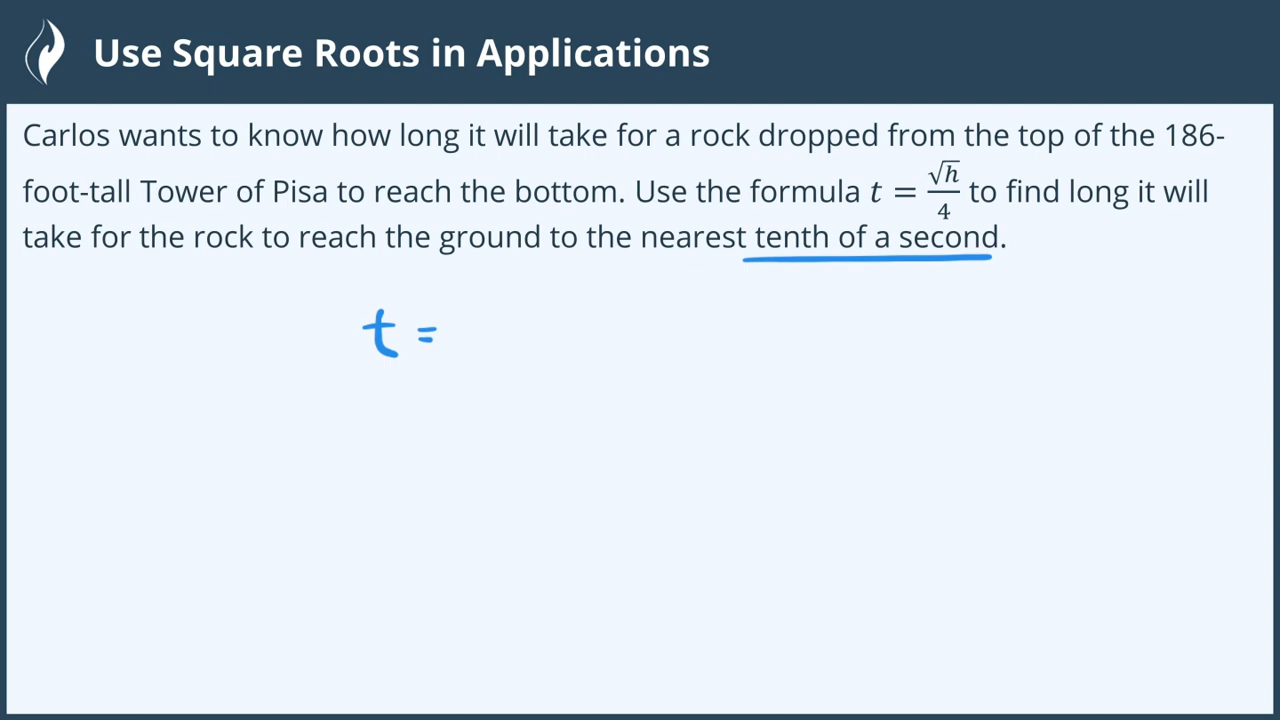 Use Square Roots in Applications
Carlos wants to know how long it will take for a rock dropped from the top of the 186-
foot-tall Tower of Pisa to reach the bottom. Use the formula t = √h/4 to find long it will
take for the rock to reach the ground to the nearest tenth of a second.
t =